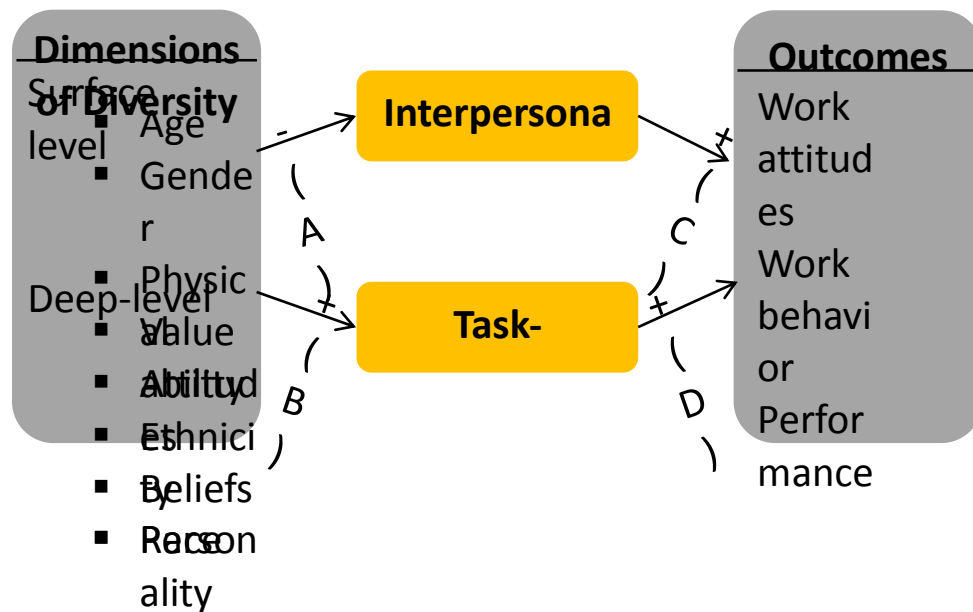 Dimensions
of Diversity
Surface
level
▪ Age
▪ Gende
r
▪ Physic
al
ability
▪ Ethnici
ty
▪ Race
Deep-level
▪ Value
▪ Attitud
es
▪ Beliefs
▪ Person
ality
-
( A )
+
( B )
Interpersona
Task-
+
( C )
+
( D )
Outcomes
Work
attitud
es
Work
behavi
or
Perfor
mance